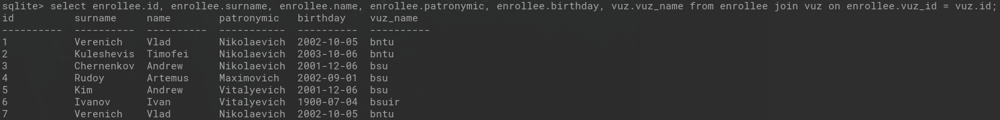 sqlite> select enrollee.id, enrollee.surname, enrollee.name, enrollee.patronymic, enrollee.birthday, vuz.vuz_name from enrollee join vuz on enrollee.vuz_id = vuz.id;
id          surname     name        patronymic   birthday    vuz_name
----------  ----------  ----------  -----------  ----------  ----------
1           Verenich    Vlad        Nikolaevich  2002-10-05  bntu
2           Kuleshevis  Timofei     Nikolaevich  2003-10-06  bntu
3           Chernenkov  Andrew      Nikolaevich  2001-12-06  bsu
4           Rudoy       Artemus     Maximovich   2002-09-01  bsu
5           Kim         Andrew      Vitalyevich  2001-12-06  bsu
6           Ivanov      Ivan        Vitalyevich  1900-07-04  bsuir
7           Verenich    Vlad        Nikolaevich  2002-10-05  bntu